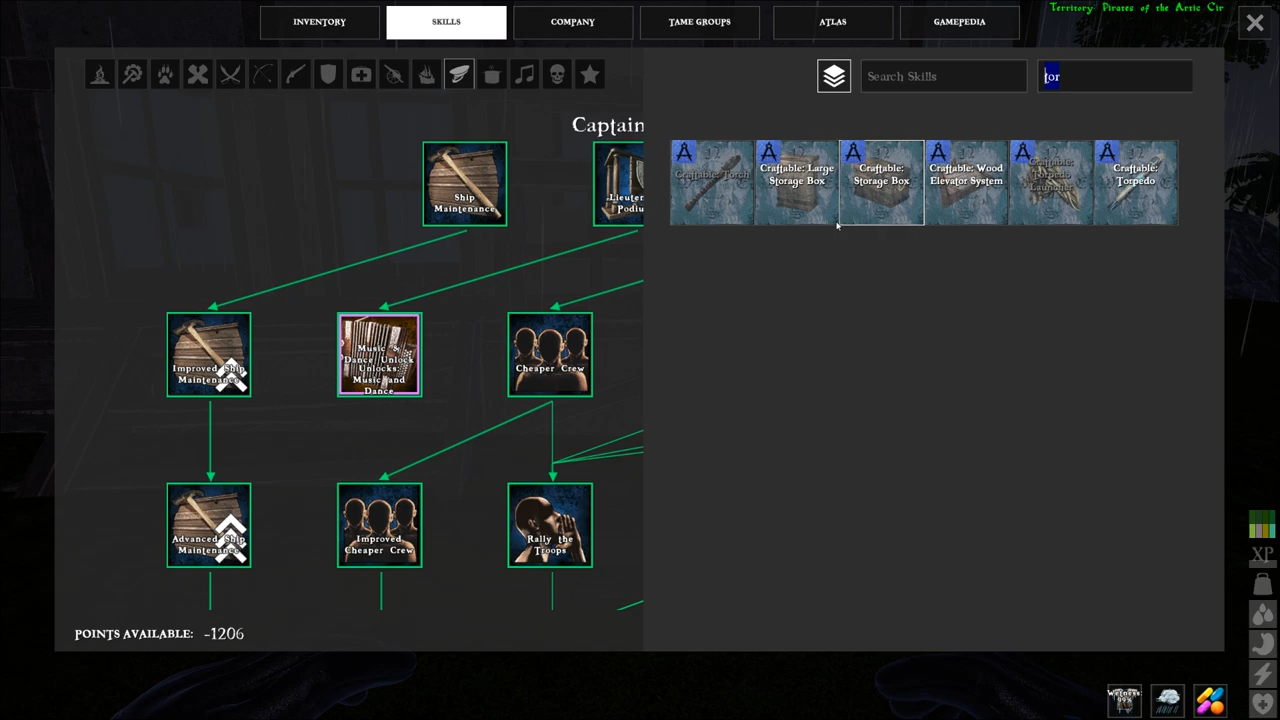 INVENTORY
SKILLS
COMPANY
TAME GROUPS
ATLAS
GAMEPEDIA
Territory: Pirates of the Artic Cir
Search Skills
tor
Captain
Ship
Maintenance
Lieuten
Podiu
Craftable: Torch
Craftable: Large
Storage Box
Craftable:
Storage Box
Craftable: Wood
Elevator System
Craftable:
Torpedo
Launcher
Craftable:
Torpedo
Improved Ship
Maintenance
Music &
Dance Unlock
Unlocks:
Music and
Dance
Cheaper Crew
Advanced Ship
Maintenance
Improved
Cheaper Crew
Rally the
Troops
XP
POINTS AVAILABLE: -1206